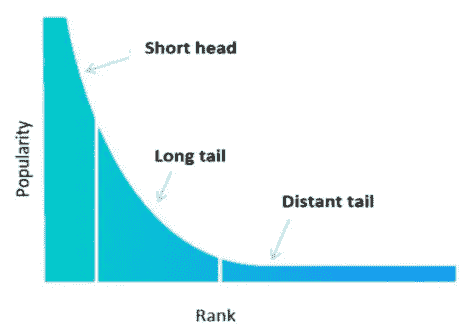 Short head
Long tail
Distant tail
Popularity
Rank